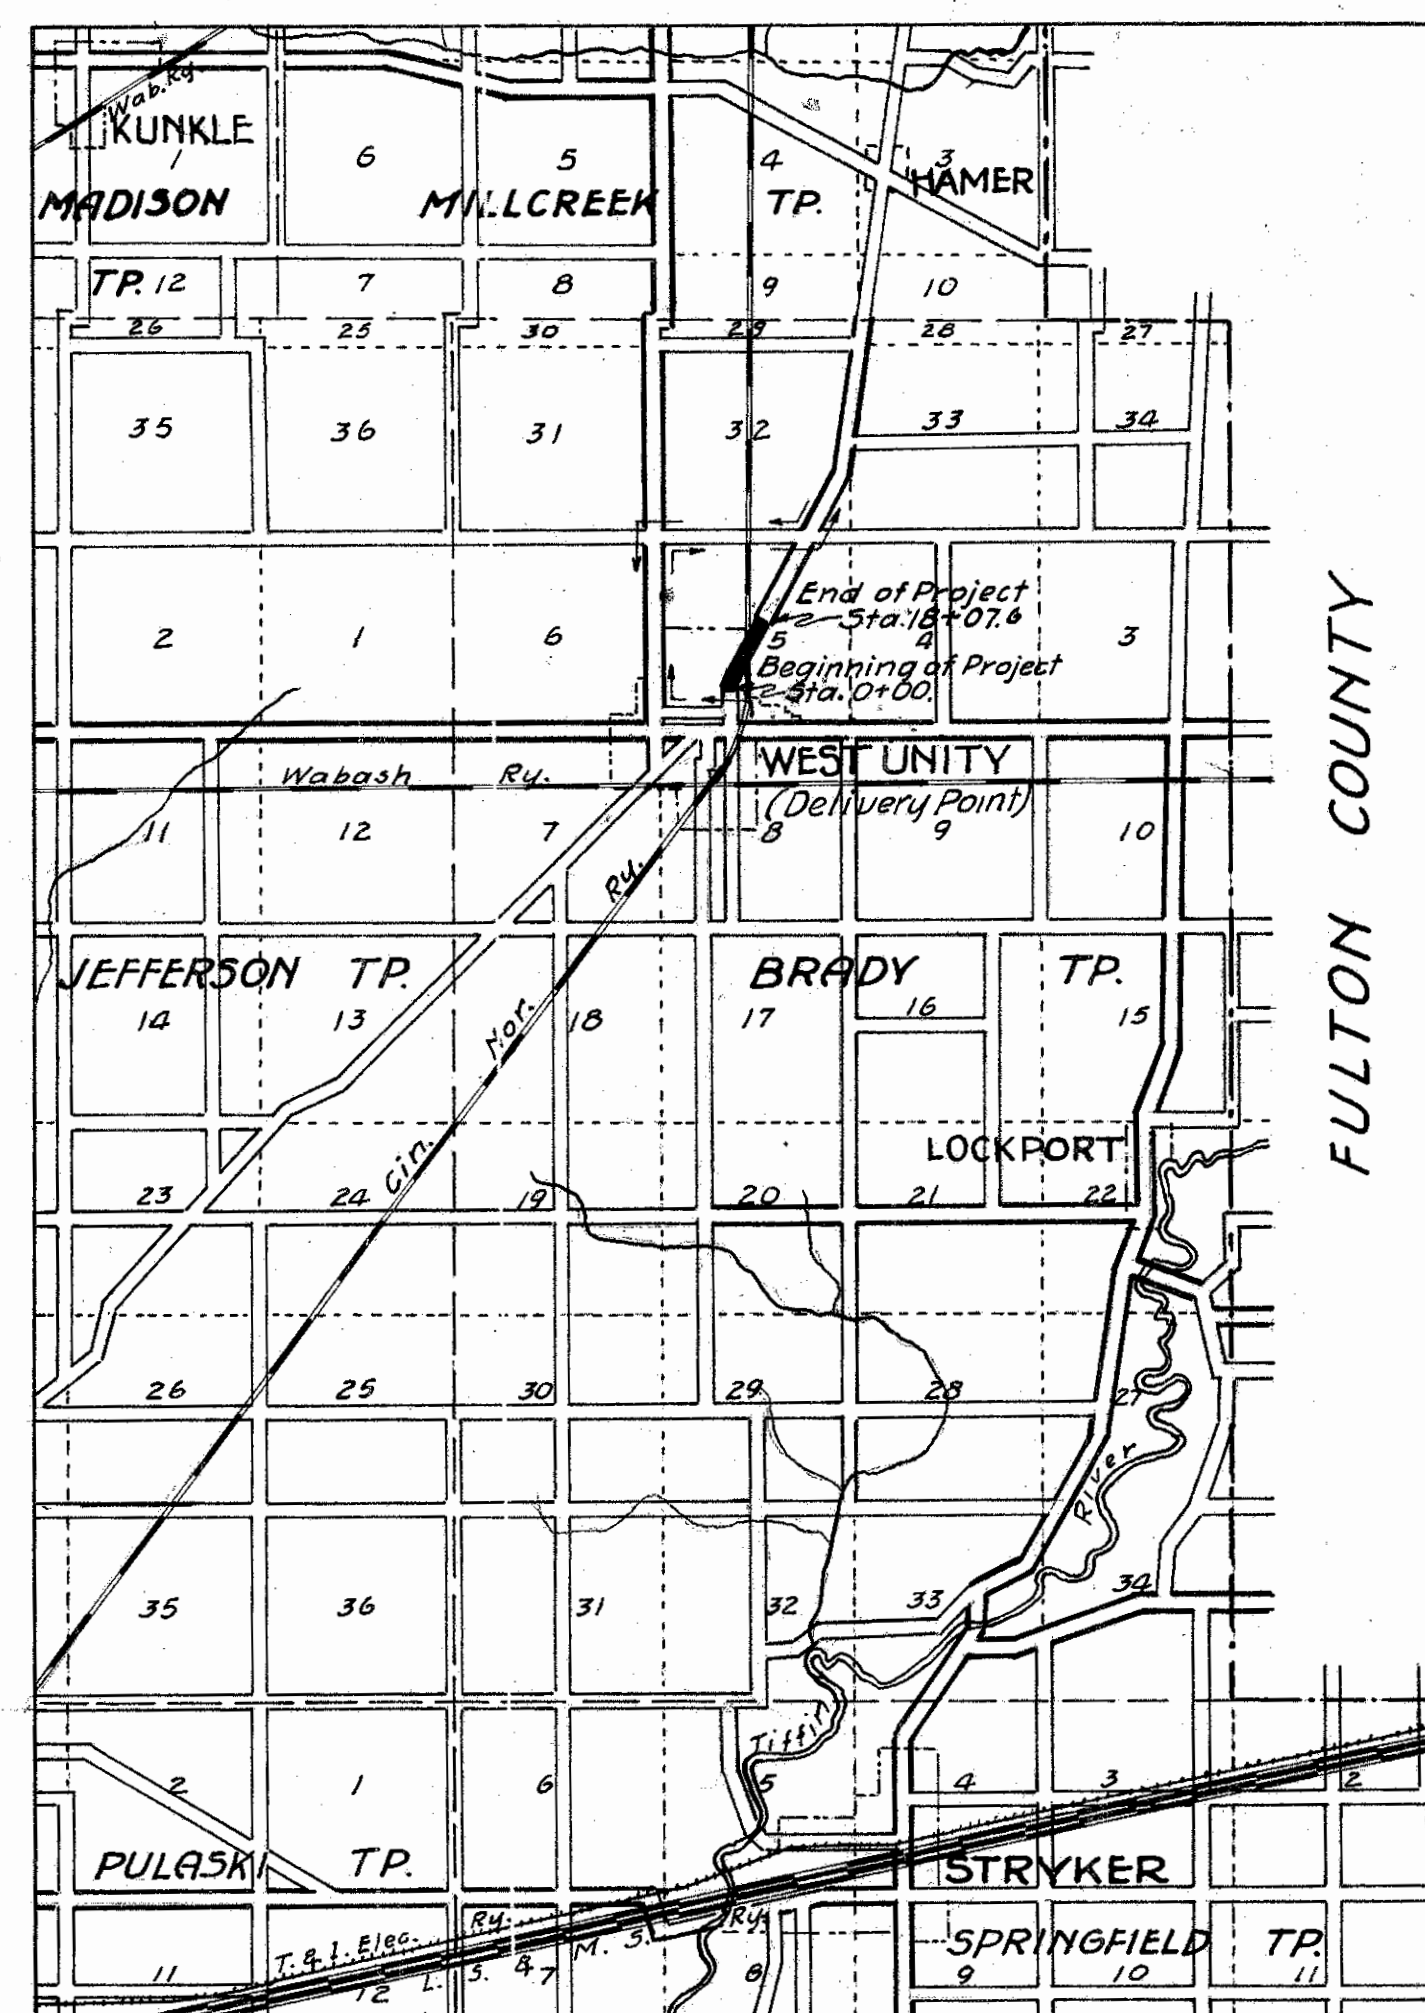 Wab. Ry.
KUNKLE
1 6 5 4 3
HAMER
MADISON MILLCREEK TP.
TP. 12 7 8 9 10
26 25 30 29 28 27
35 36 31 32 33 34
End of Project
Sta. 18+07.6
2 1 6 5 4 3
Beginning of Project
Sta. 0+00.
WEST UNITY
Wabash Ry.
(Delivery Point)
11 12 7 8 9 10
Ry.
JEFFERSON TP. BRADY TP.
14 13 18 17 16 15
Nor.
LOCKPORT
Cin.
23 24 19 20 21 22
26 25 30 29 28 27
River
35 36 31 32 33 34
Tiffin
2 1 6 5 4 3 2
PULASKI TP. STRYKER
T. & I. Elec. Ry. Ry.
L. S. & M. S.
SPRINGFIELD TP.
11 12 7 8 9 10 11
FULTON COUNTY